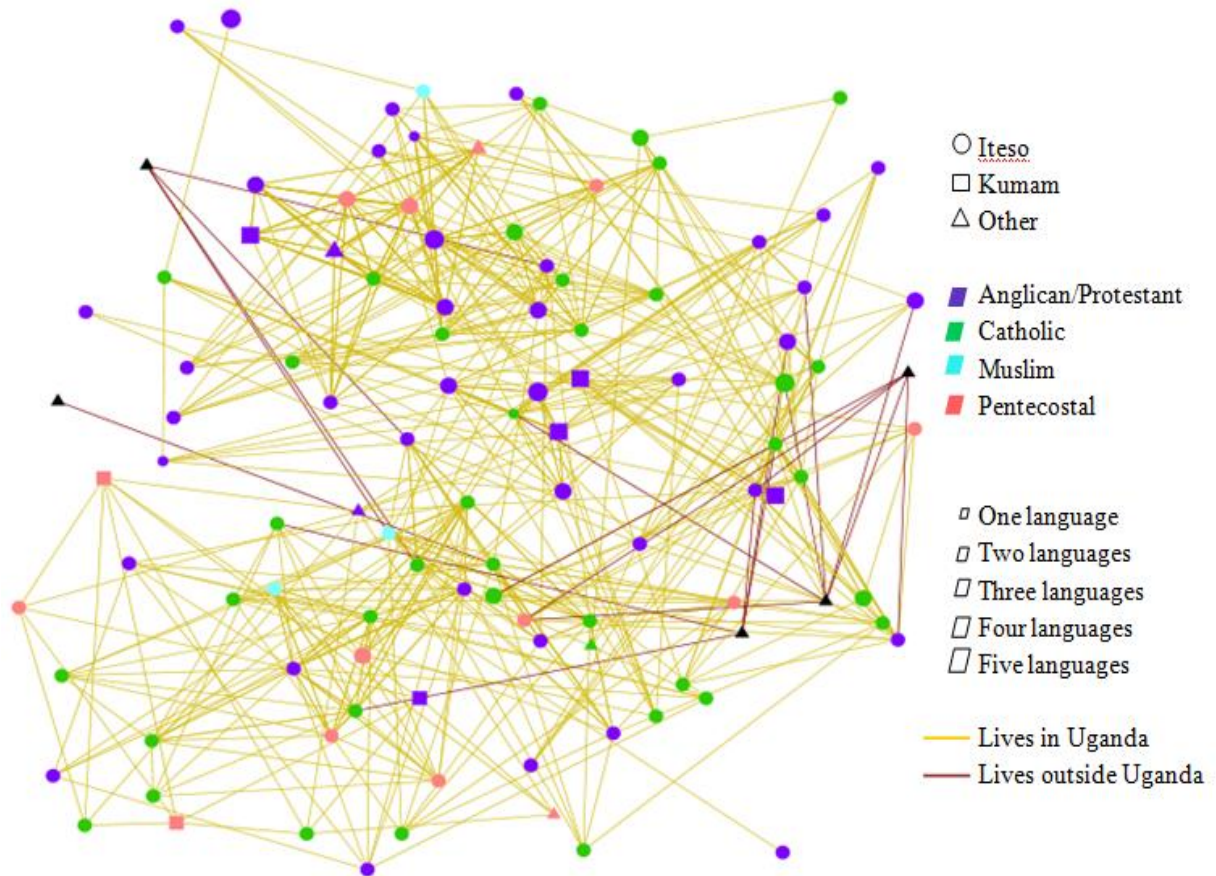 Iteso
Kumam
Other
Anglican/Protestant
Catholic
Muslim
Pentecostal
One language
Two languages
Three languages
Four languages
Five languages
Lives in Uganda
Lives outside Uganda